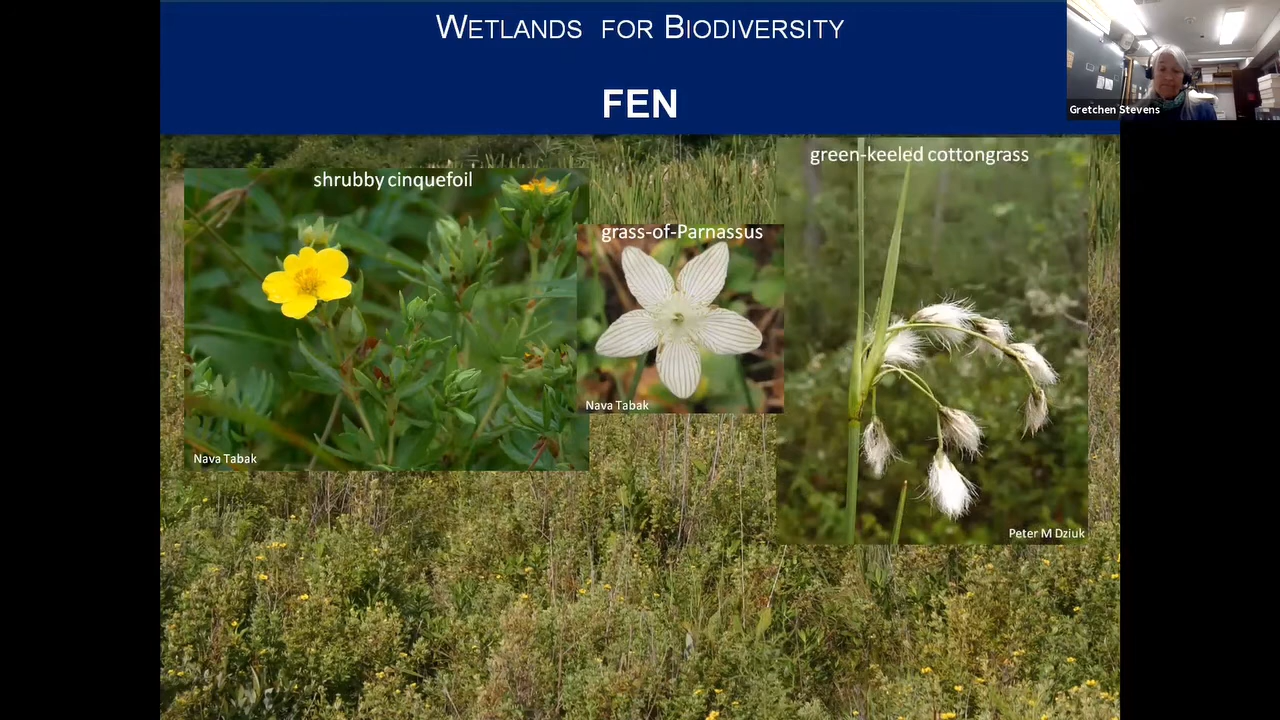 WETLANDS FOR BIODIVERSITY
FEN
Gretchen Stevens
shrubby cinquefoil
grass-of-Parnassus
green-keeled cottongrass
Nava Tabak
Nava Tabak
Peter M Dziuk